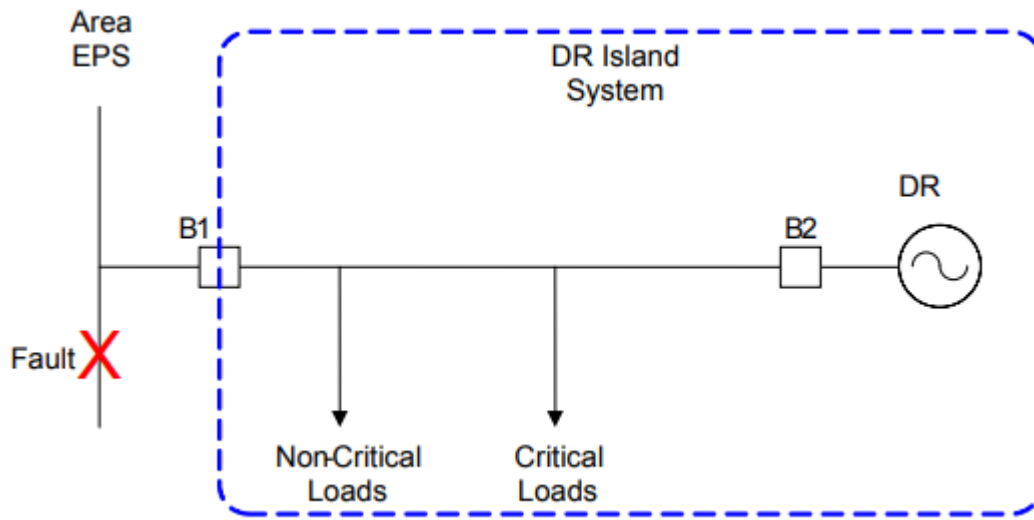 Area
EPS
DR Island
System
DR
B1
B2
Fault
X
Non-Critical
Loads
Critical
Loads